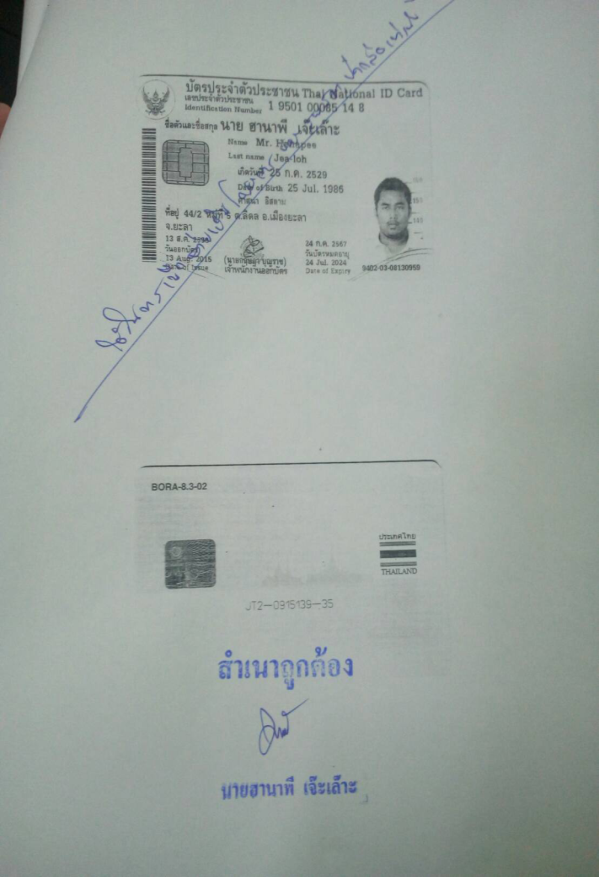 บัตรประจำตัวประชาชน Thai National ID Card
เลขประจำตัวประชาชน
Identification Number
1 9501 00085 14 8
ชื่อตัวและชื่อสกุล นาย ฮานาพี เจ๊ะเล๊าะ
Name Mr.
Last name Jea-loh
เกิดวันที่ 25 ก.ค. 2529
Date of Birth 25 Jul. 1986
ศาสนา อิสลาม
ที่อยู่ 44/2 หมู่ที่ 5 ต.ลิดล อ.เมืองยะลา
จ.ยะลา
13 ส.ค.
วันออกบัตร
13 Aug. 2015
Date of Issue
เจ้าพนักงานออกบัตร
24 ก.ค. 2567
วันบัตรหมดอายุ
24 Jul. 2024
Date of Expiry
9402-03-08130959
BORA-8.3-02
ประเทศไทย
THAILAND
JT2-0915139-35
สำเนาถูกต้อง
นายฮานาพี เจ๊ะเล๊าะ